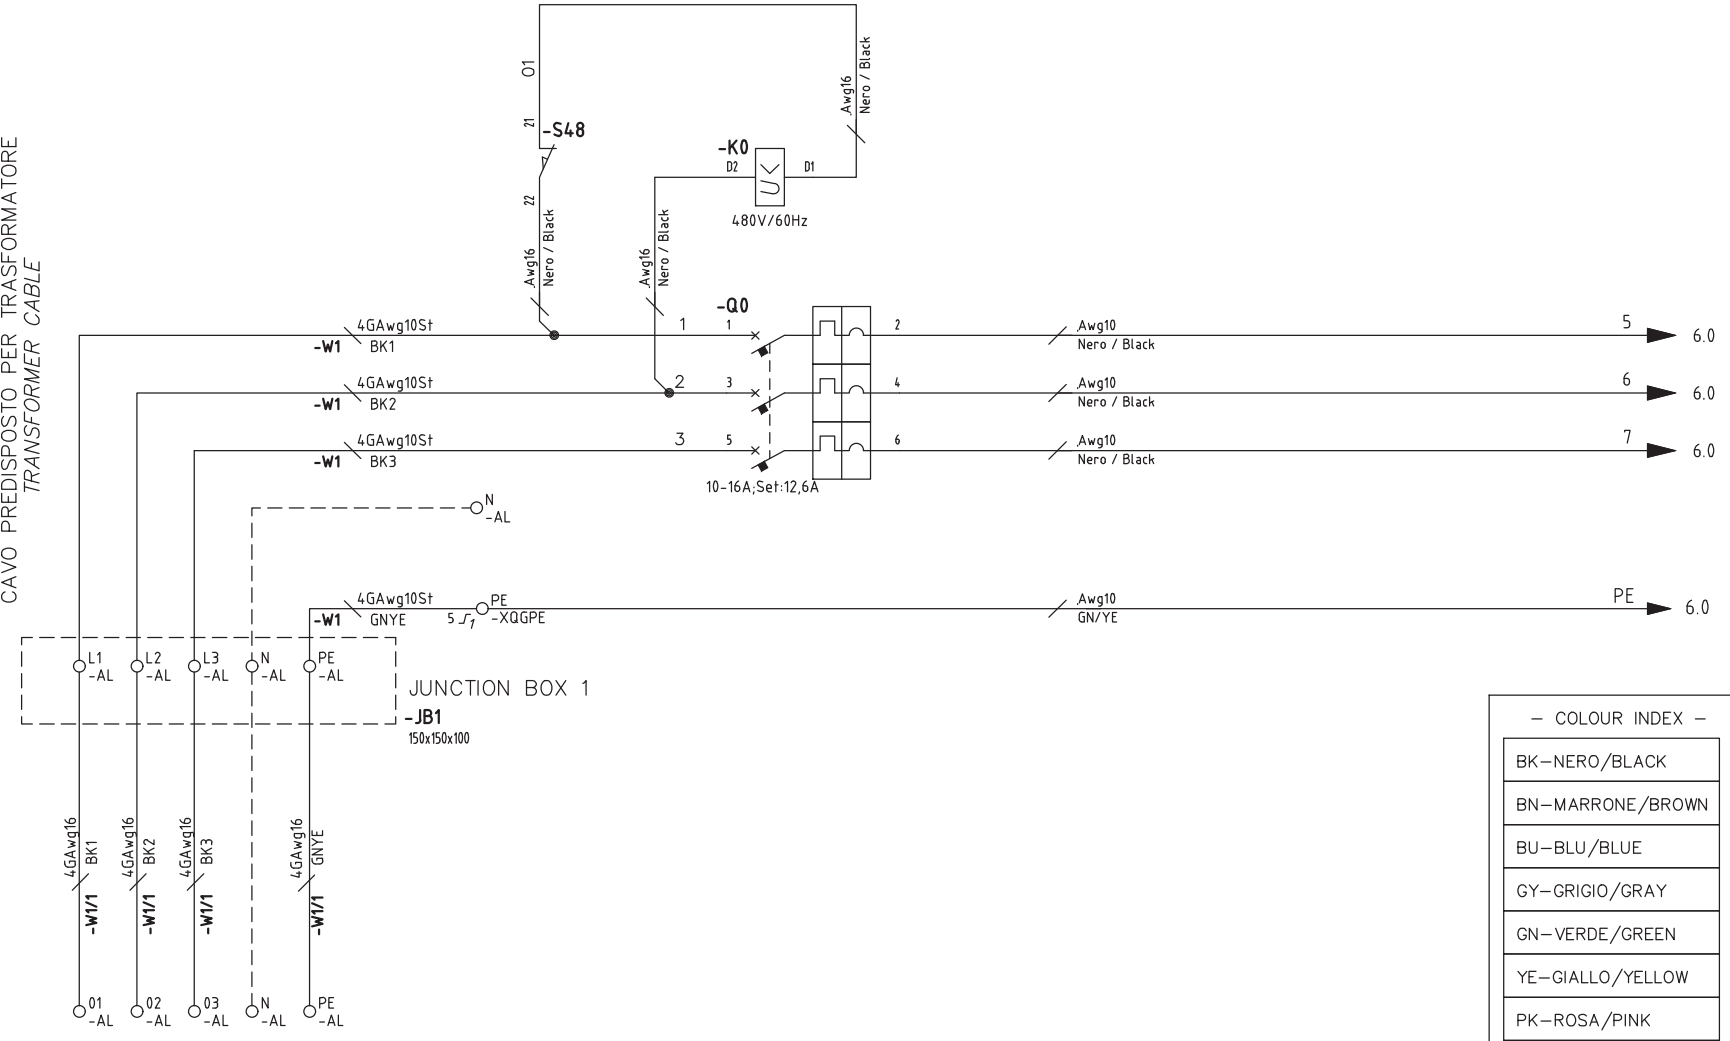 CAVO PREDISPOSTO PER TRASFORMATORE
TRANSFORMER CABLE
01
21
-S48
22
Awg16
Nero / Black
Awg16
Nero / Black
-K0
D2
D1
480V/60Hz
Awg16
Nero / Black
4GAwg10St
-W1
BK1
1
-Q0
1
2
Awg10
Nero / Black
5
6.0
4GAwg10St
-W1
BK2
2
3
4
Awg10
Nero / Black
6
6.0
4GAwg10St
-W1
BK3
3
5
6
Awg10
Nero / Black
7
6.0
10-16A;Set:12,6A
N
-AL
4GAwg10St
-W1
GNYE
5
1
PE
-XQGPE
Awg10
GN/YE
PE
6.0
L1
-AL
L2
-AL
L3
-AL
N
-AL
PE
-AL
JUNCTION BOX 1
-JB1
150x150x100
4GAwg16
BK1
-W1/1
4GAwg16
BK2
-W1/1
4GAwg16
BK3
-W1/1
4GAwg16
GNYE
-W1/1
01
-AL
02
-AL
03
-AL
N
-AL
PE
-AL
- COLOUR INDEX -
BK-NERO/BLACK
BN-MARRONE/BROWN
BU-BLU/BLUE
GY-GRIGIO/GRAY
GN-VERDE/GREEN
YE-GIALLO/YELLOW
PK-ROSA/PINK